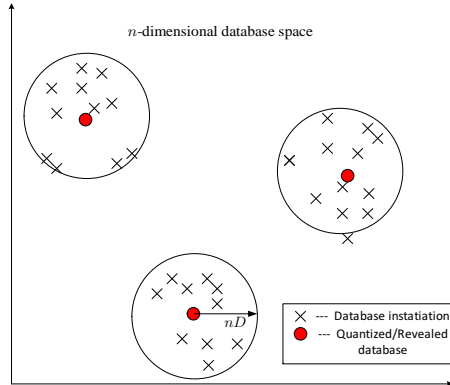 n-dimensional database space
nD
--- Database instatiation
--- Quantized/Revealed
database